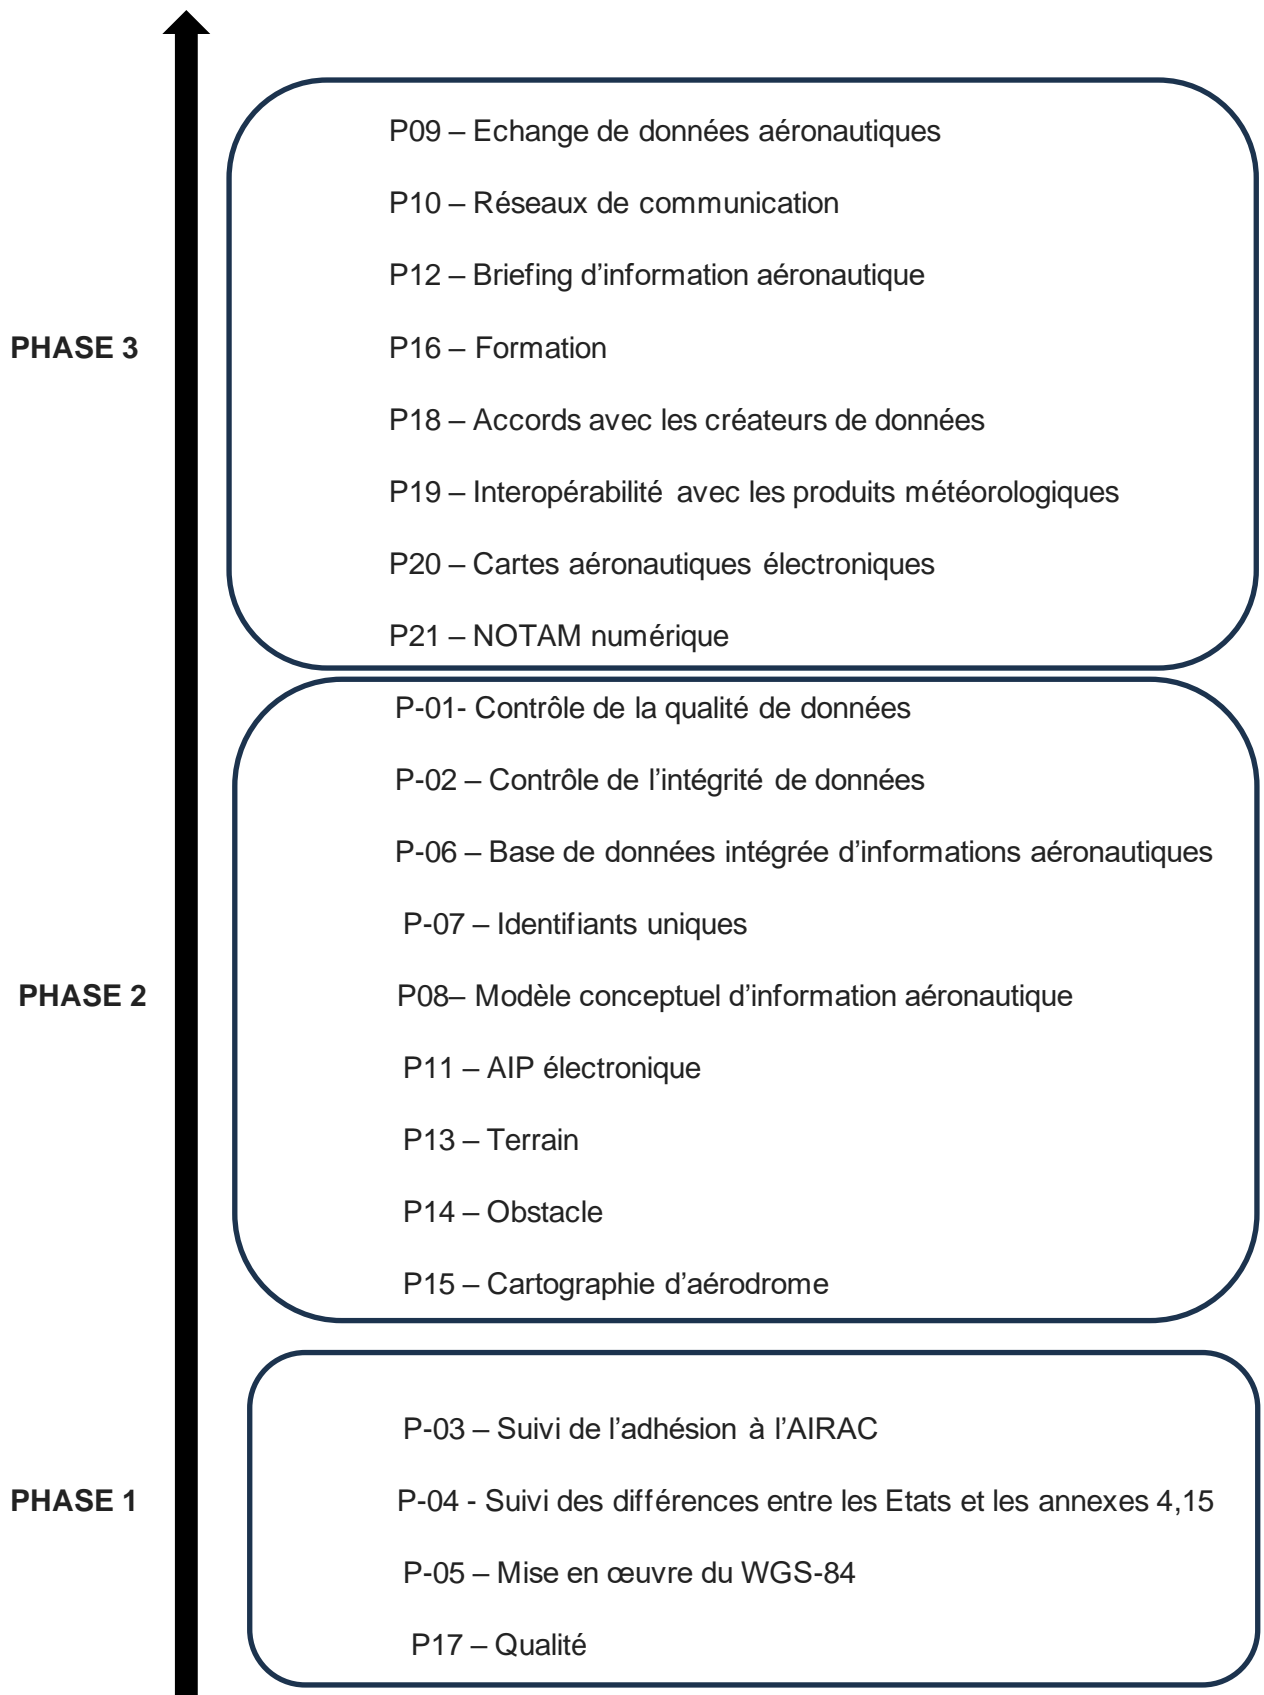 P09 – Echange de données aéronautiques
P10 – Réseaux de communication
P12 – Briefing d’information aéronautique
PHASE 3
P16 – Formation
P18 – Accords avec les créateurs de données
P19 – Interopérabilité avec les produits météorologiques
P20 – Cartes aéronautiques électroniques
P21 – NOTAM numérique
P-01- Contrôle de la qualité de données
P-02 – Contrôle de l’intégrité de données
P-06 – Base de données intégrée d’informations aéronautiques
P-07 – Identifiants uniques
PHASE 2
P08– Modèle conceptuel d’information aéronautique
P11 – AIP électronique
P13 – Terrain
P14 – Obstacle
P15 – Cartographie d’aérodrome
P-03 – Suivi de l’adhésion à l’AIRAC
PHASE 1
P-04 - Suivi des différences entre les Etats et les annexes 4,15
P-05 – Mise en œuvre du WGS-84
P17 – Qualité